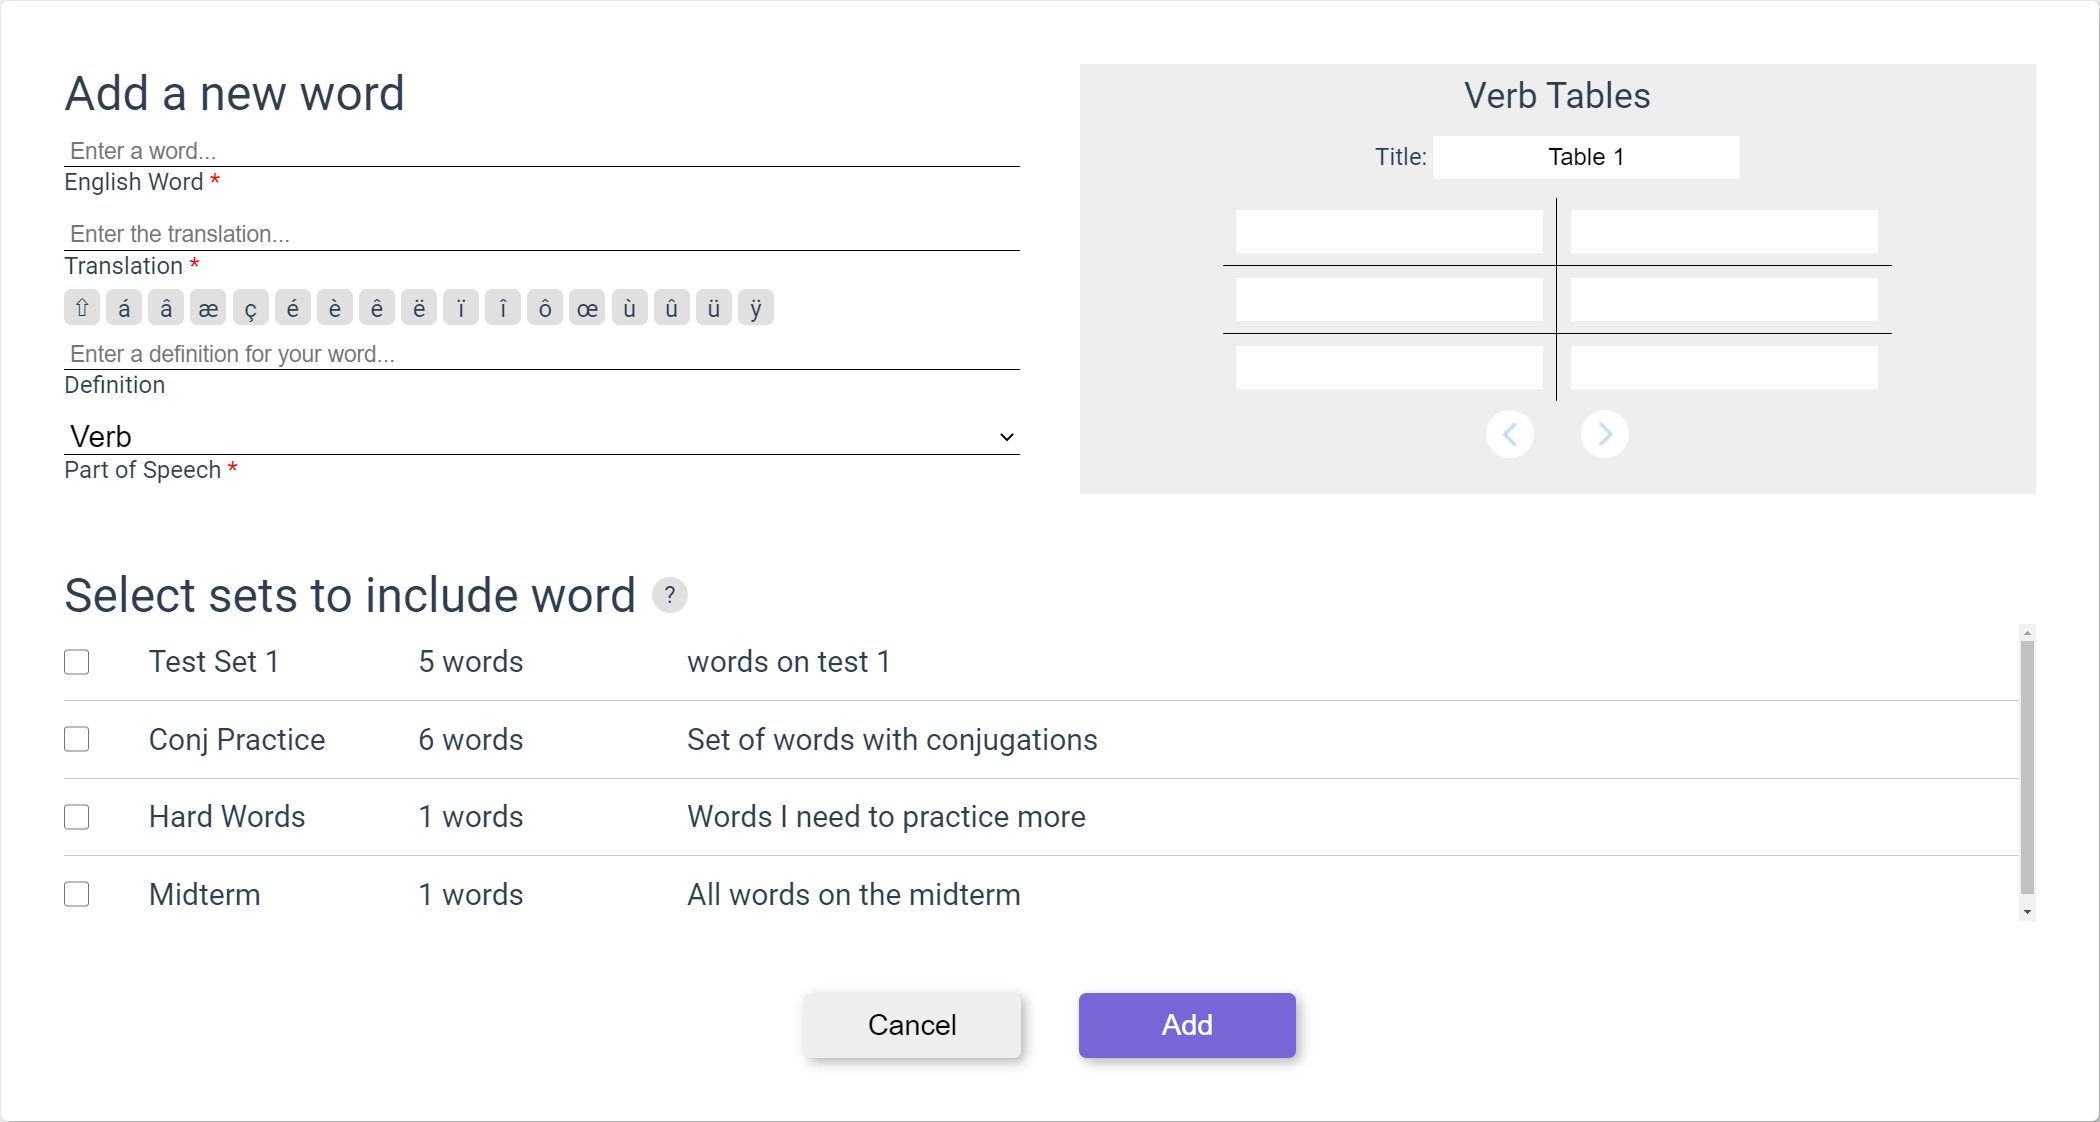 Add a new word
Enter a word...
English Word *
Enter the translation...
Translation *
⇧ á â æ ç é è ê ë ï î ô œ ù û ü ÿ
Enter a definition for your word...
Definition
Verb
Part of Speech *
Verb Tables
Title: Table 1
Select sets to include word ?
Test Set 1 5 words words on test 1
Conj Practice 6 words Set of words with conjugations
Hard Words 1 words Words I need to practice more
Midterm 1 words All words on the midterm
Cancel Add